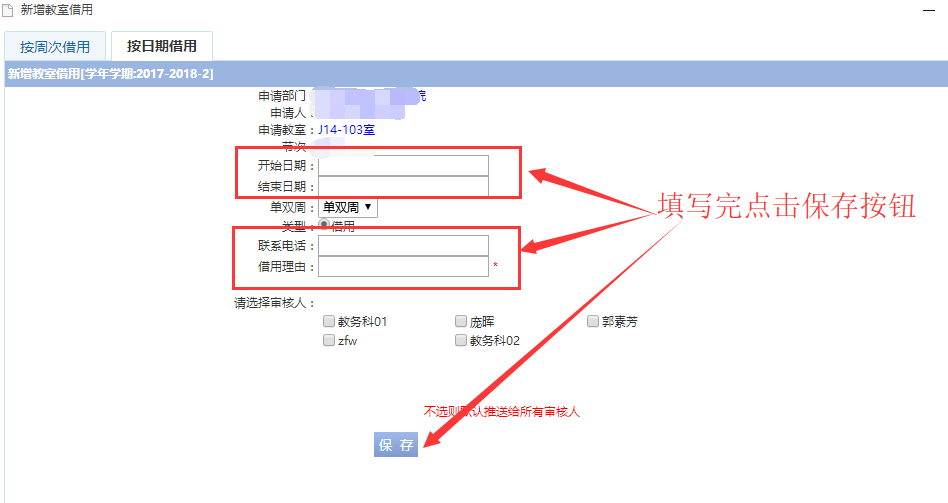 新增教室借用
按周次借用 按日期借用
新增教室借用[学年学期:2017-2018-2]
申请部门 院
申请人:
申请教室:J14-103室
节次
开始日期:
结束日期:
单双周: 单双周
类型: 借用
联系电话:
借用理由: *
填写完点击保存按钮
请选择审核人:
教务科01 庞晖 郭素芳
zfw 教务科02
不选则默认推送给所有审核人
保 存